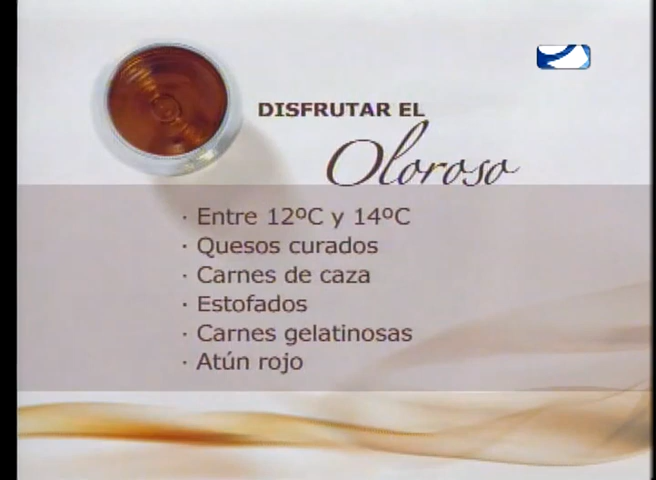 DISFRUTAR EL
Oloroso
· Entre 12ºC y 14ºC
· Quesos curados
· Carnes de caza
· Estofados
· Carnes gelatinosas
· Atún rojo